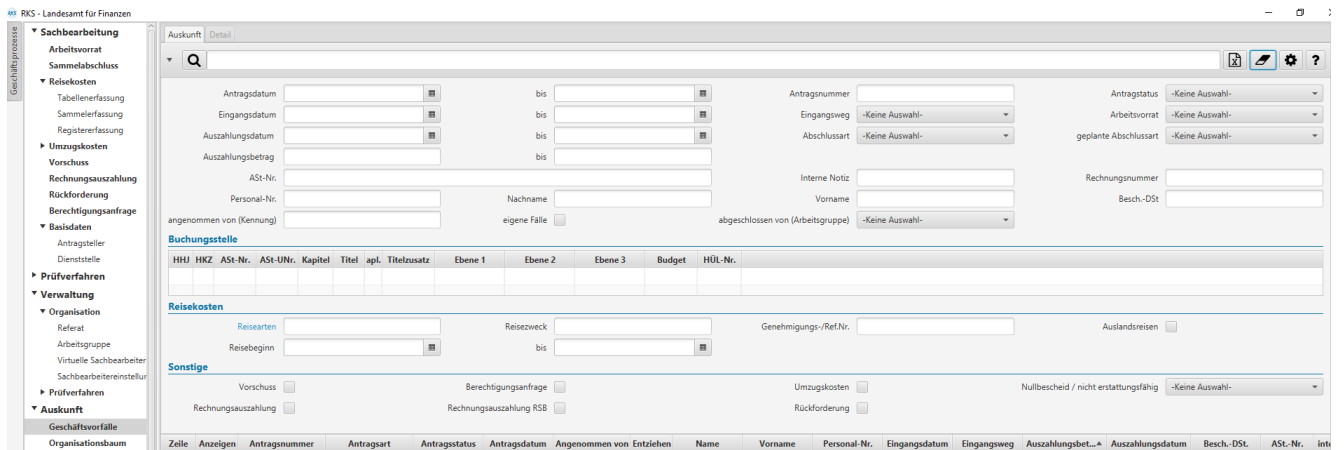 RKS RKS - Landesamt für Finanzen
Geschäftsprozesse
Sachbearbeitung
Arbeitsvorrat
Sammelabschluss
Reisekosten
Tabellenerfassung
Sammelerfassung
Registererfassung
Umzugskosten
Vorschuss
Rechnungsauszahlung
Rückforderung
Berechtigungsanfrage
Basisdaten
Antragsteller
Dienststelle
Prüfverfahren
Verwaltung
Organisation
Referat
Arbeitsgruppe
Virtuelle Sachbearbeiter
Sachbearbeitereinstellur
Prüfverfahren
Auskunft
Geschäftsvorfälle
Organisationsbaum
Auskunft Detail
Antragsdatum bis Antragsnummer Antragstatus -Keine Auswahl-
Eingangsdatum bis Eingangsweg -Keine Auswahl- Arbeitsvorrat -Keine Auswahl-
Auszahlungsdatum bis Abschlussart -Keine Auswahl- geplante Abschlussart -Keine Auswahl-
Auszahlungsbetrag bis
ASt-Nr. Interne Notiz Rechnungsnummer
Personal-Nr. Nachname Vorname Besch.-DSt
angenommen von (Kennung) eigene Fälle abgeschlossen von (Arbeitsgruppe) -Keine Auswahl-
Buchungsstelle
HHJ HKZ ASt-Nr. ASt-UNr. Kapitel Titel apl. Titelzusatz Ebene 1 Ebene 2 Ebene 3 Budget HÜL-Nr.
Reisekosten
Reisearten Reisezweck Genehmigungs-/Ref.Nr. Auslandsreisen
Reisebeginn bis
Sonstige
Vorschuss Berechtigungsanfrage Umzugskosten Nullbescheid / nicht erstattungsfähig -Keine Auswahl-
Rechnungsauszahlung Rechnungsauszahlung RSB Rückforderung
Zeile Anzeigen Antragsnummer Antragsart Antragsstatus Antragsdatum Angenommen von Entziehen Name Vorname Personal-Nr. Eingangsdatum Eingangsweg Auszahlungsbet... Auszahlungsdatum Besch.-DSt. ASt.-Nr. inte